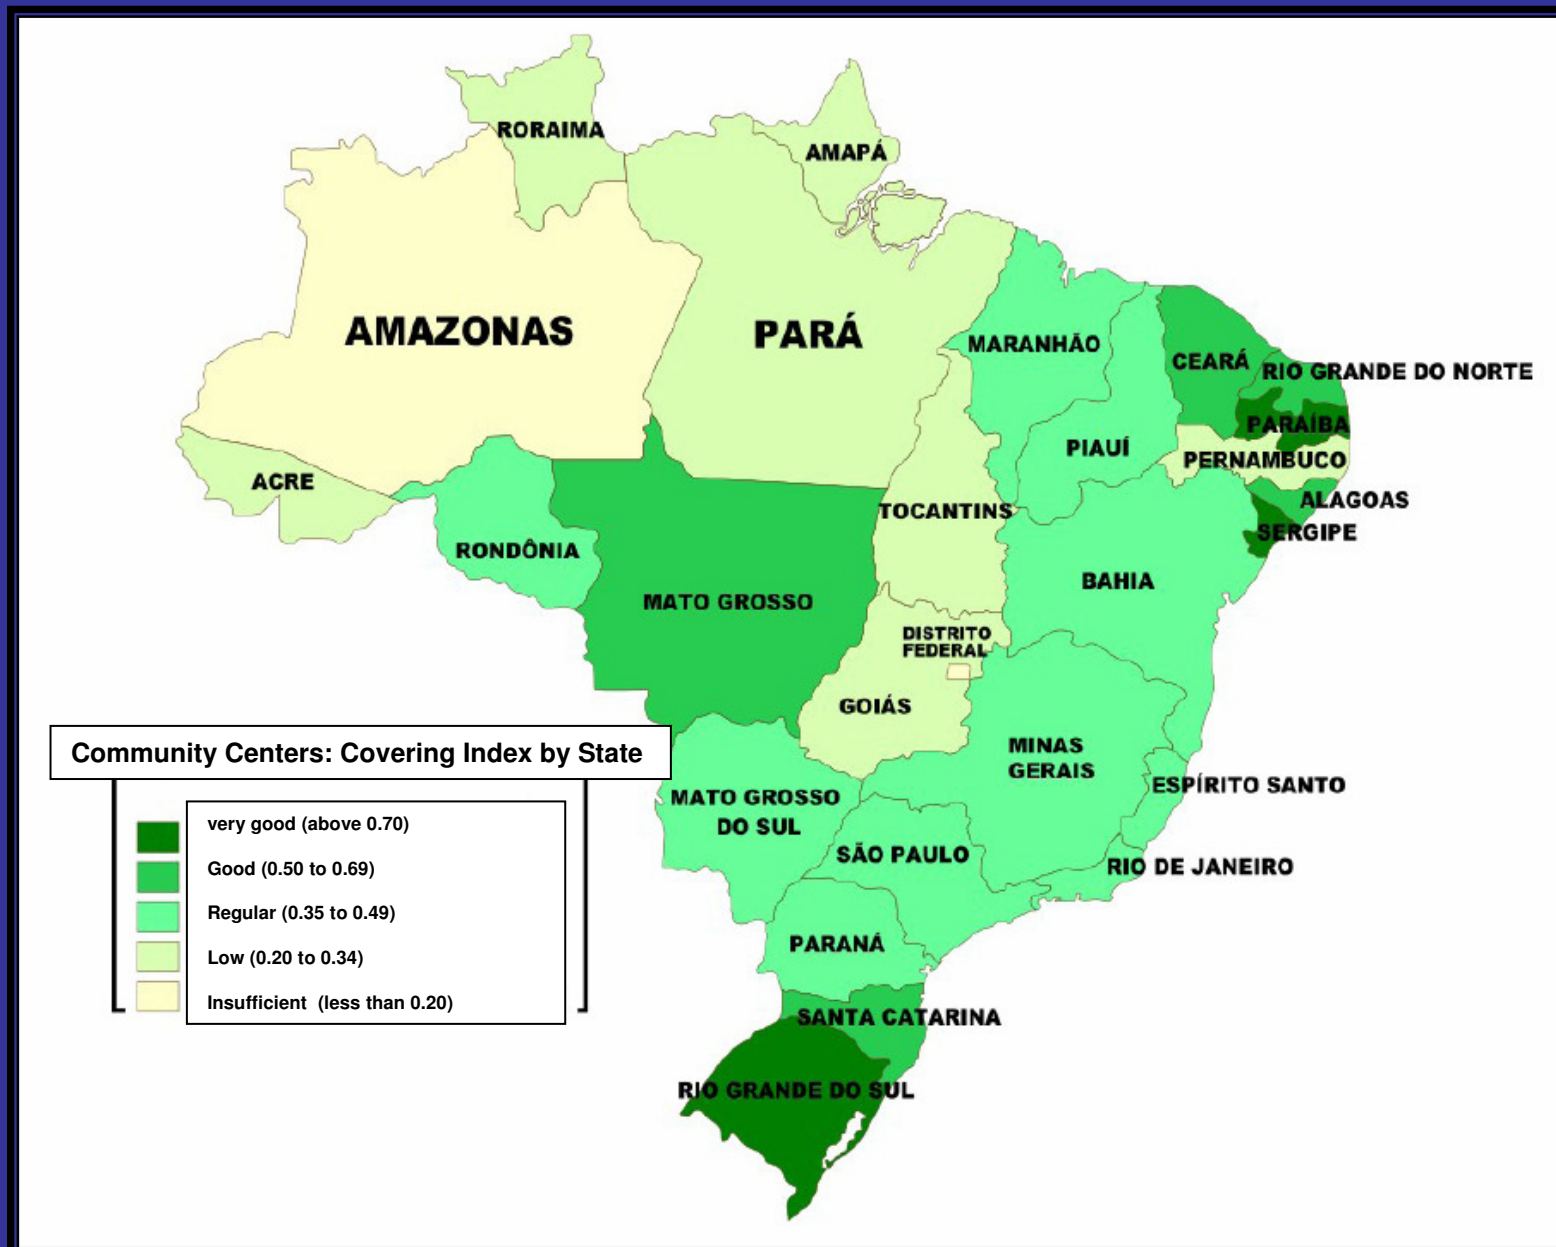 RORAIMA
AMAPÁ
AMAZONAS
PARÁ
MARANHÃO
CEARÁ
RIO GRANDE DO NORTE
PARAÍBA
PIAUÍ
PERNAMBUCO
ACRE
ALAGOAS
TOCANTINS
SERGIPE
RONDÔNIA
BAHIA
MATO GROSSO
DISTRITO
FEDERAL
GOIÁS
MINAS
GERAIS
ESPÍRITO SANTO
MATO GROSSO
DO SUL
SÃO PAULO
RIO DE JANEIRO
PARANÁ
SANTA CATARINA
RIO GRANDE DO SUL
Community Centers: Covering Index by State
very good (above 0.70)
Good (0.50 to 0.69)
Regular (0.35 to 0.49)
Low (0.20 to 0.34)
Insufficient (less than 0.20)